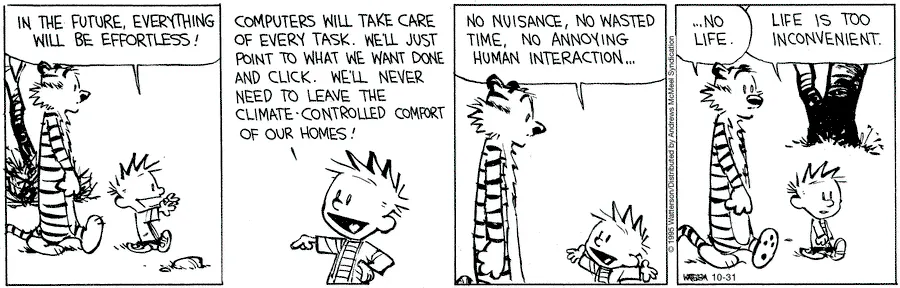 IN THE FUTURE, EVERYTHING
WILL BE EFFORTLESS!
COMPUTERS WILL TAKE CARE
OF EVERY TASK. WE'LL JUST
POINT TO WHAT WE WANT DONE
AND CLICK. WE'LL NEVER
NEED TO LEAVE THE
CLIMATE-CONTROLLED COMFORT
OF OUR HOMES!
NO NUISANCE, NO WASTED
TIME, NO ANNOYING
HUMAN INTERACTION...
...NO
LIFE.
LIFE IS TOO
INCONVENIENT.
© 1995 Watterson/Distributed by Andrews McMeel Syndication
WATTERSON 10-31